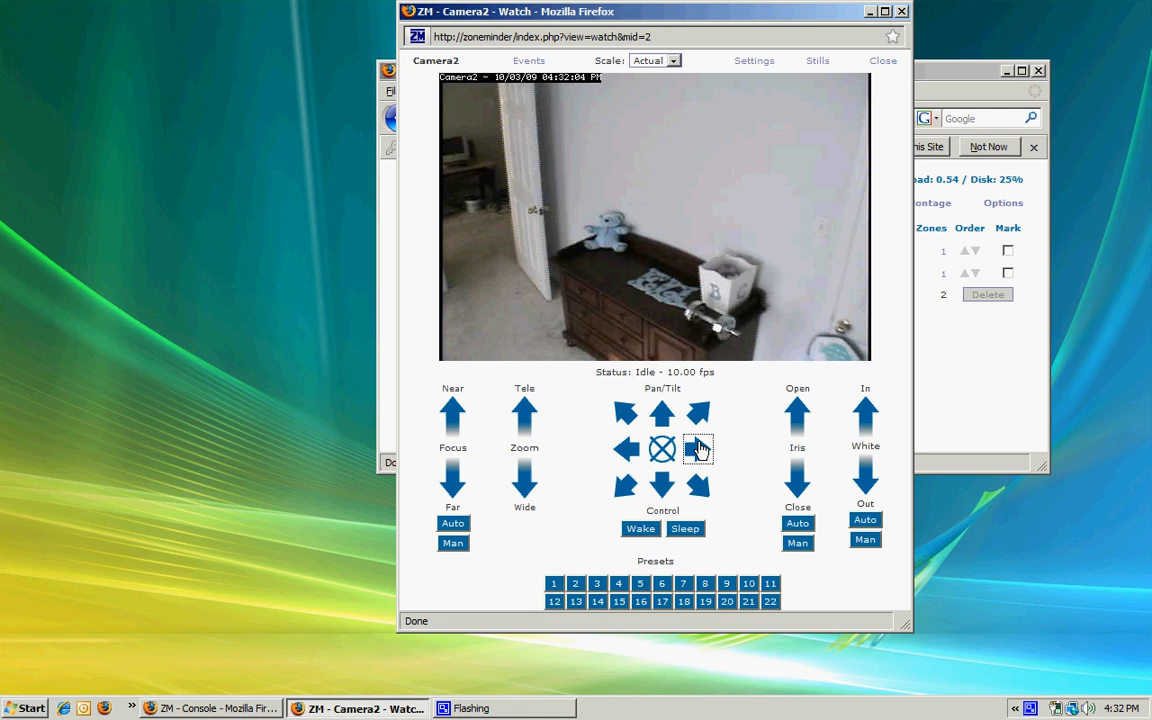 ZM - Camera2 - Watch - Mozilla Firefox
ZM http://zoneminder/index.php?view=watch&mid=2
Camera2 Events Scale: Actual Settings Stills Close
Camera2 - 10/03/09 04:32:04 PM
Status: Idle - 10.00 fps
Near Tele Pan/Tilt Open In
Focus Zoom Iris White
Far Wide Control Close Out
Auto Wake Sleep Auto Auto
Man Man Man
Presets
1 2 3 4 5 6 7 8 9 10 11
12 13 14 15 16 17 18 19 20 21 22
Done
G Google
his Site Not Now
oad: 0.54 / Disk: 25%
ontage Options
Zones Order Mark
1
1
2 Delete
Do
Start » ZM - Console - Mozilla Fir... ZM - Camera2 - Watc... Flashing « 4:32 PM